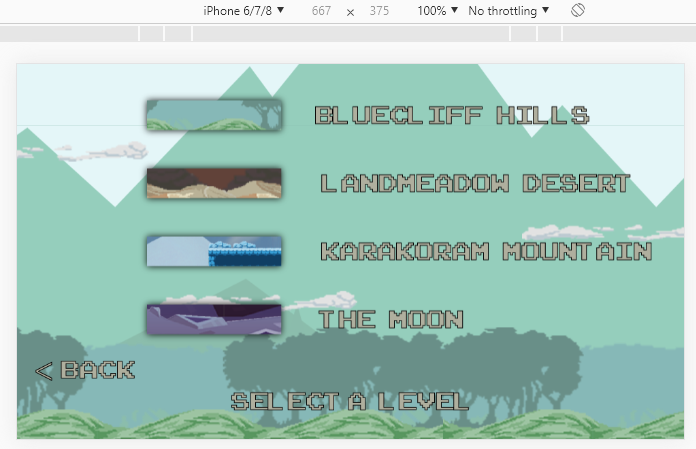 iPhone 6/7/8 ▼ 667 × 375 100% ▼ No throttling ▼
BLUECLIFF HILLS
LANDMEADOW DESERT
KARAKORAM MOUNTAIN
THE MOON
< BACK
SELECT A LEVEL